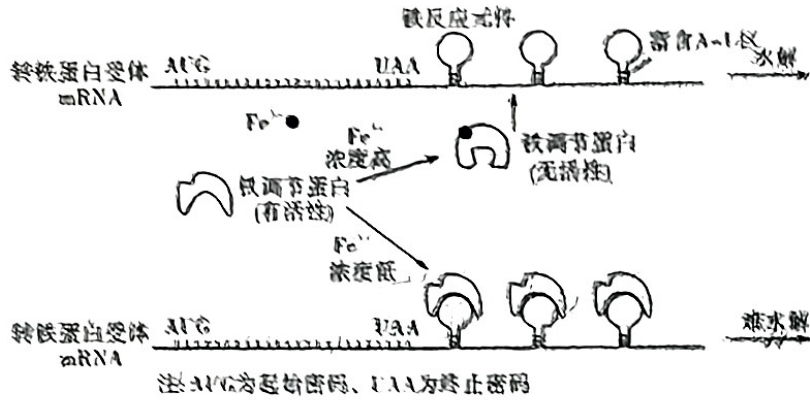 铁反应元件
富含A-U区
转铁蛋白受体
mRNA
AUG
UAA
水解
Fe³⁺
Fe³⁺
浓度高
铁调节蛋白
(无活性)
铁调节蛋白
(有活性)
Fe³⁺
浓度低
转铁蛋白受体
mRNA
AUG
UAA
难水解
注:AUG为起始密码、UAA为终止密码